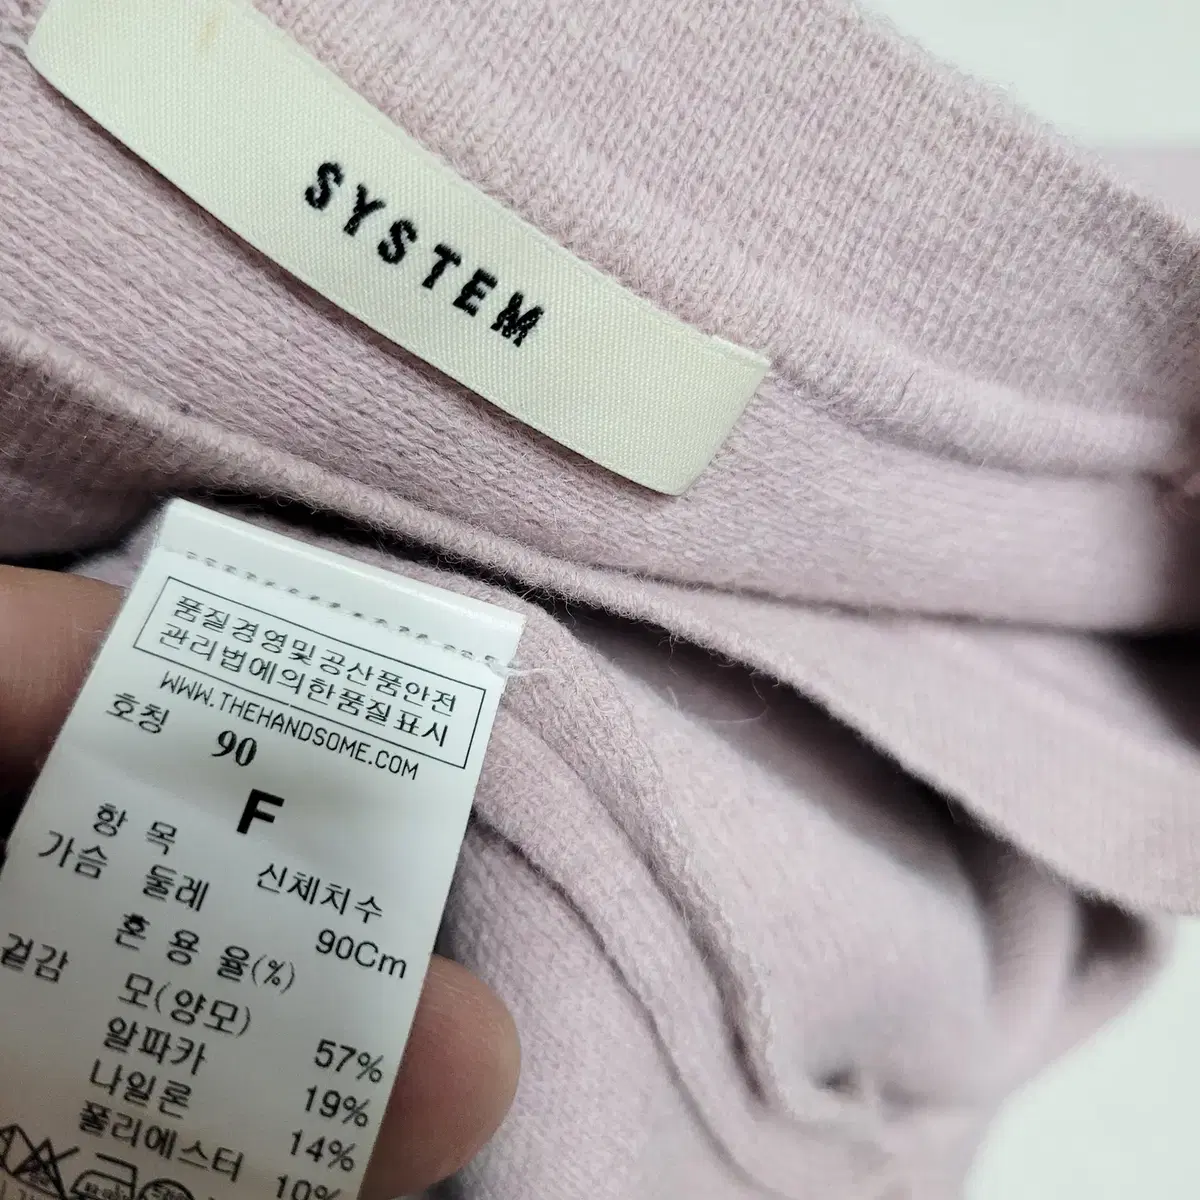 SYSTEM
품질경영및공산품안전
관리법에의한품질표시
WWW.THEHANDSOME.COM
호칭 90
F
항 목 신체치수
가슴 둘레 90Cm
혼 용 율(%)
겉감 모(양모) 57%
알파카 19%
나일론 14%
폴리에스터 10%